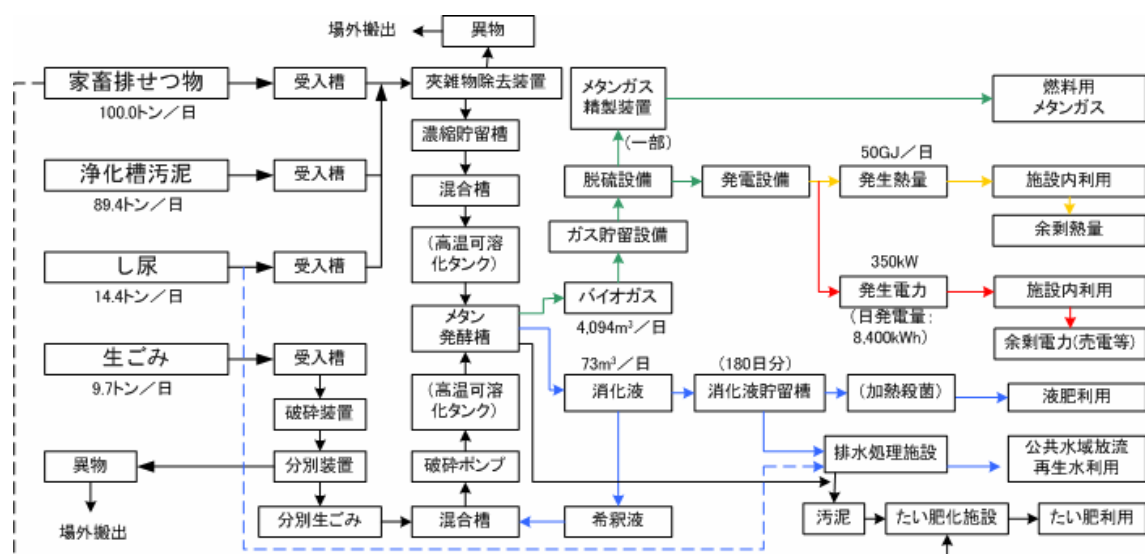 場外搬出
異物
家畜排せつ物
100.0トン／日
受入槽
夾雑物除去装置
メタンガス
精製装置
燃料用
メタンガス
濃縮貯留槽
(一部)
50GJ／日
浄化槽汚泥
89.4トン／日
受入槽
混合槽
脱硫設備
発電設備
発生熱量
施設内利用
余剰熱量
(高温可溶
化タンク)
ガス貯留設備
し尿
14.4トン／日
受入槽
350kW
バイオガス
4,094m³／日
発生電力
(日発電量：
8,400kWh)
施設内利用
余剰電力(売電等)
メタン
発酵槽
生ごみ
9.7トン／日
受入槽
73m³／日
(180日分)
(高温可溶
化タンク)
消化液
消化液貯留槽
(加熱殺菌)
液肥利用
破砕装置
異物
分別装置
破砕ポンプ
排水処理施設
公共水域放流
再生水利用
場外搬出
分別生ごみ
混合槽
希釈液
汚泥
たい肥化施設
たい肥利用